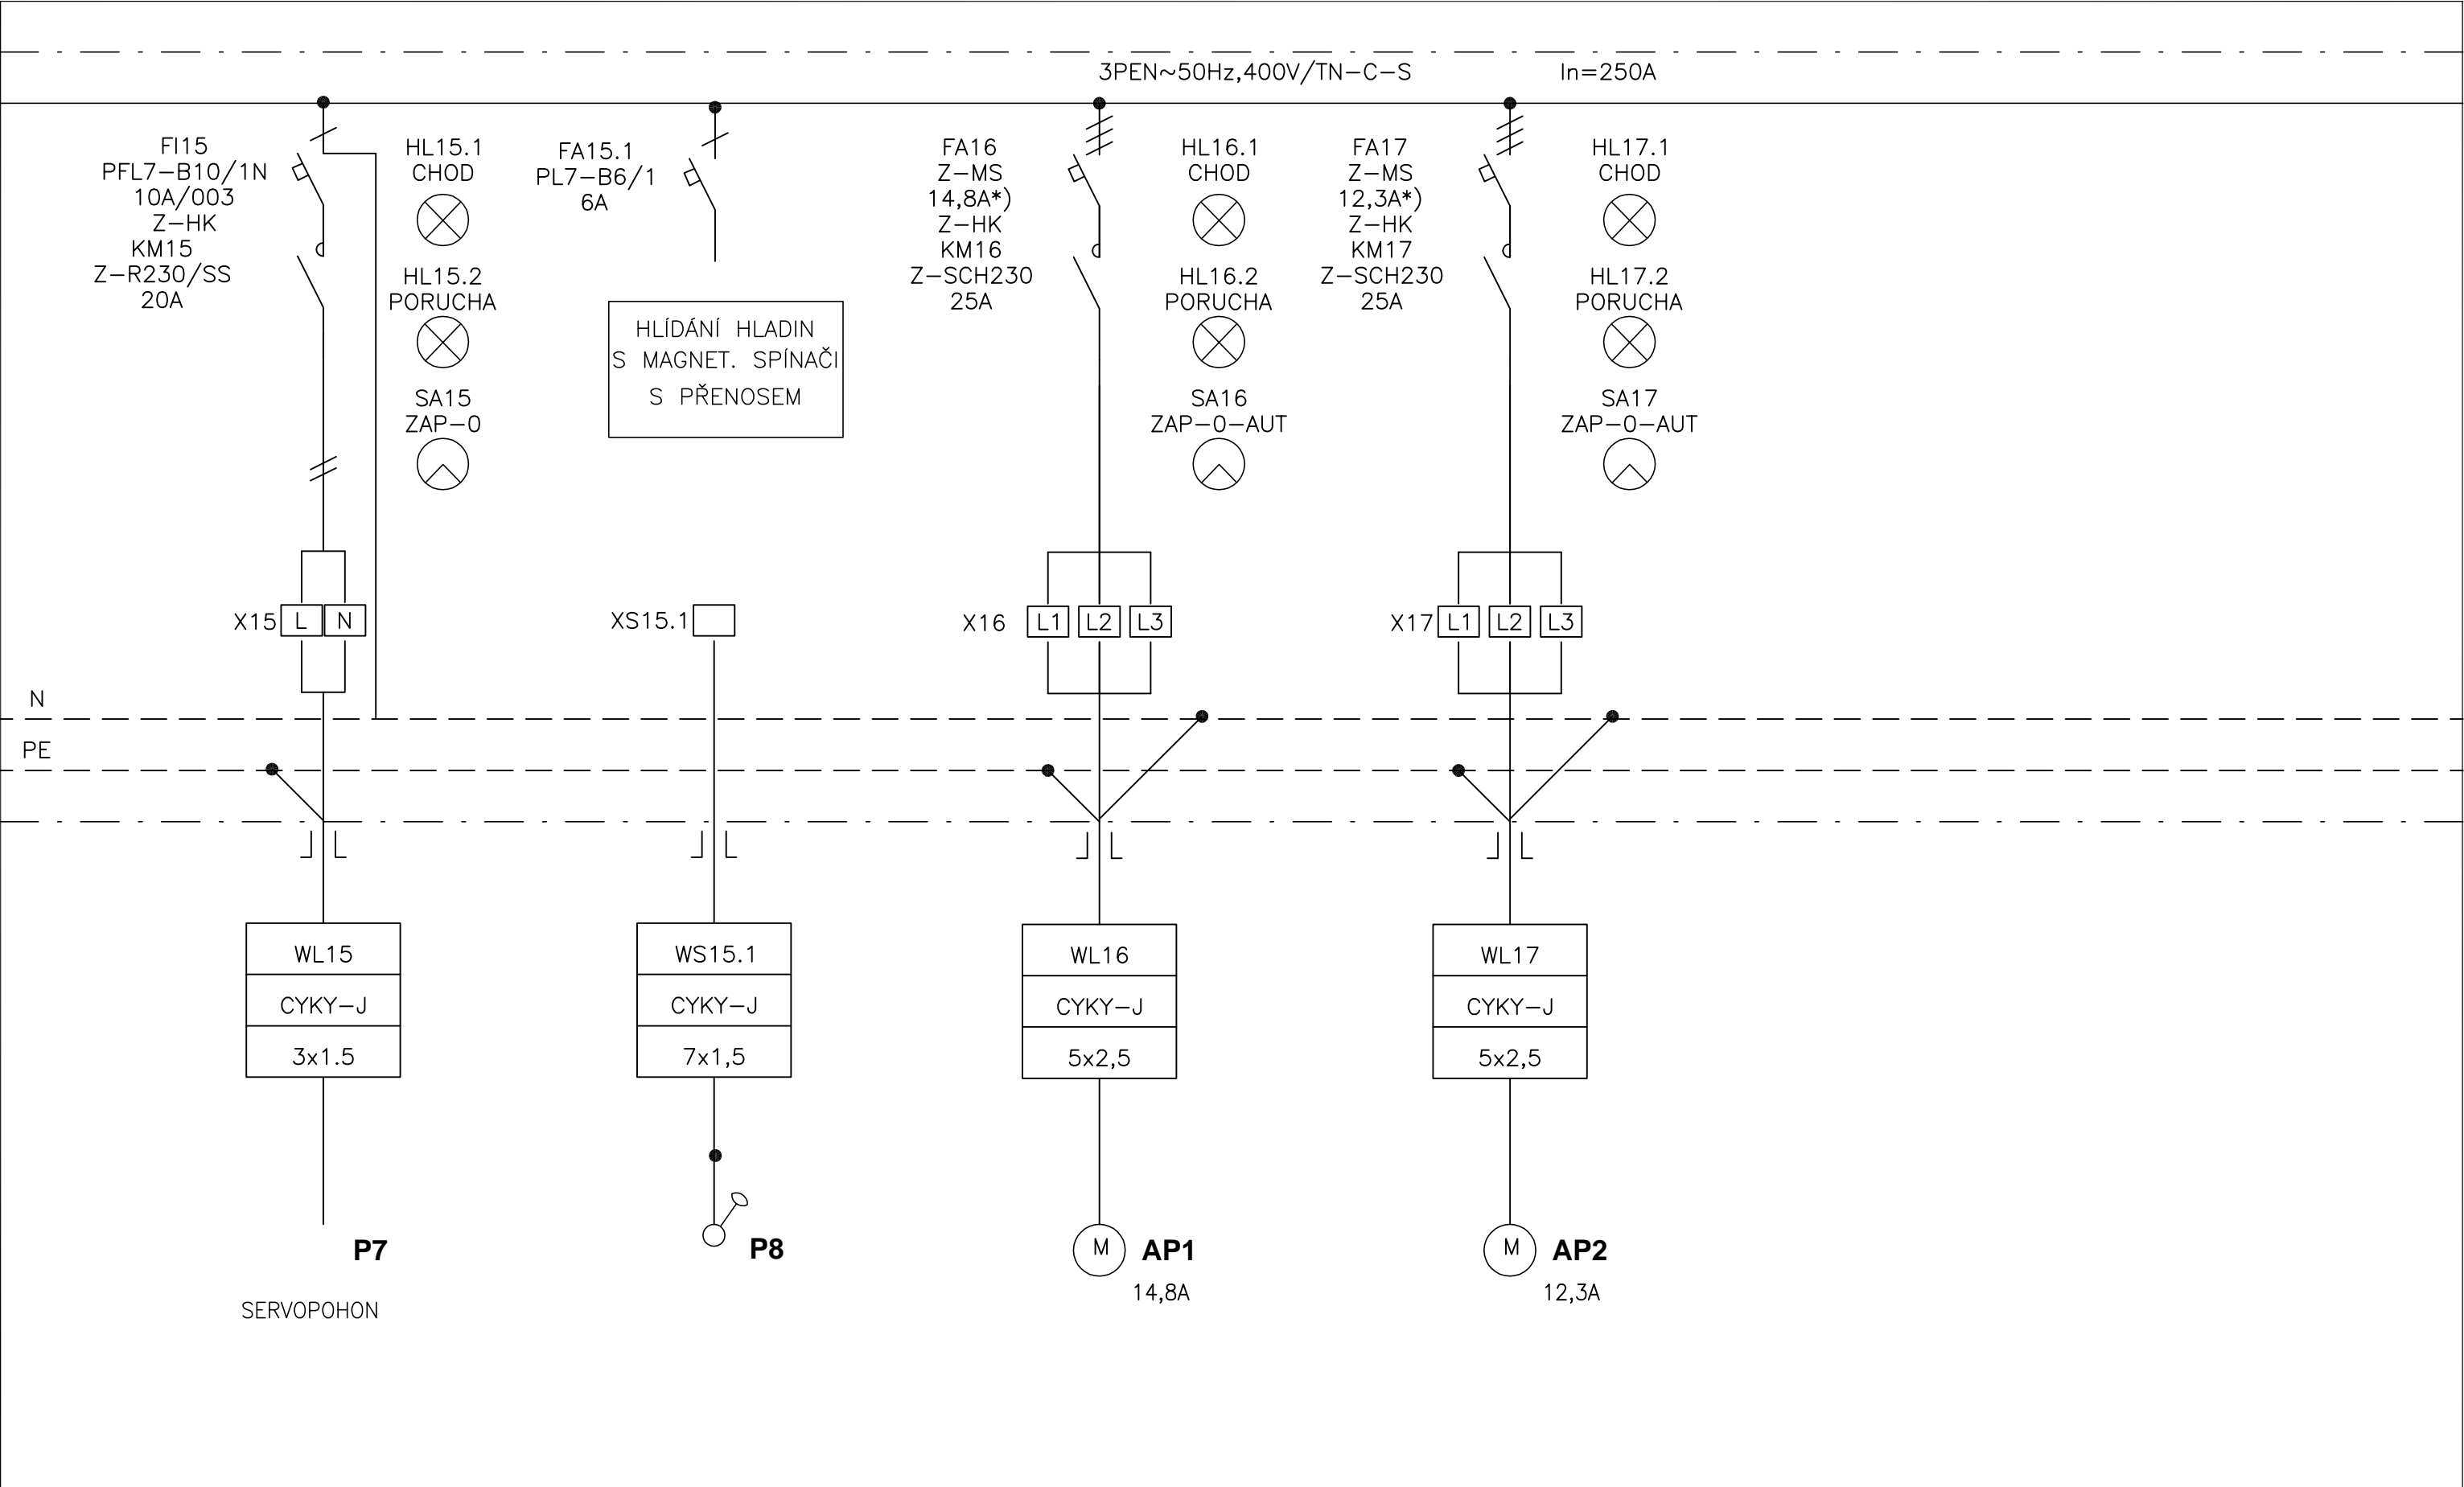 3PEN~50Hz,400V/TN-C-S
In=250A
FI15
PFL7-B10/1N
10A/003
Z-HK
KM15
Z-R230/SS
20A
HL15.1
CHOD
HL15.2
PORUCHA
SA15
ZAP-0
FA15.1
PL7-B6/1
6A
HLÍDÁNÍ HLADIN
S MAGNET. SPÍNAČI
S PŘENOSEM
FA16
Z-MS
14,8A*)
Z-HK
KM16
Z-SCH230
25A
HL16.1
CHOD
HL16.2
PORUCHA
SA16
ZAP-0-AUT
FA17
Z-MS
12,3A*)
Z-HK
KM17
Z-SCH230
25A
HL17.1
CHOD
HL17.2
PORUCHA
SA17
ZAP-0-AUT
X15 L N
XS15.1
X16 L1 L2 L3
X17 L1 L2 L3
N
PE
WL15
CYKY-J
3x1.5
WS15.1
CYKY-J
7x1,5
WL16
CYKY-J
5x2,5
WL17
CYKY-J
5x2,5
P7
SERVOPOHON
P8
M AP1
14,8A
M AP2
12,3A